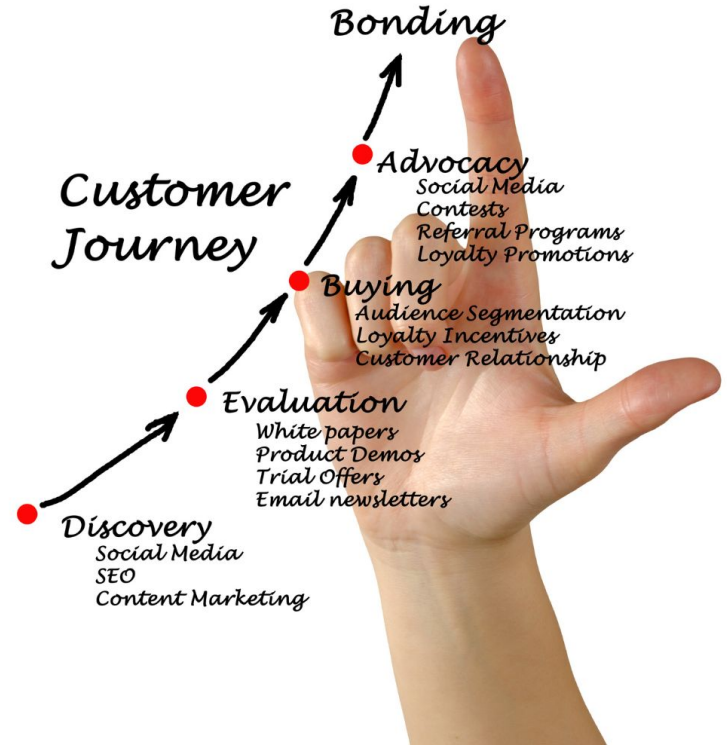 Bonding
Advocacy
Social Media
Contests
Referral Programs
Loyalty Promotions
Customer
Journey
Buying
Audience Segmentation
Loyalty Incentives
Customer Relationship
Evaluation
White papers
Product Demos
Trial Offers
Email newsletters
Discovery
Social Media
SEO
Content Marketing